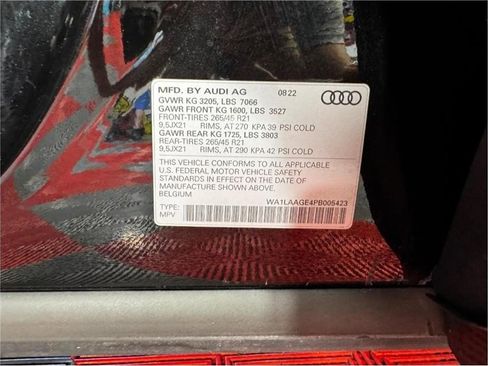 MFD. BY AUDI AG 08.22
GVWR KG 3205, LBS 7066
GAWR FRONT KG 1600, LBS 3527
FRONT-TIRES 265/45 R21
9,5JX21 RIMS, AT 270 KPA 39 PSI COLD
GAWR REAR KG 1725, LBS 3803
REAR-TIRES 265/45 R21
9,5JX21 RIMS, AT 290 KPA 42 PSI COLD
THIS VEHICLE CONFORMS TO ALL APPLICABLE
U.S. FEDERAL MOTOR VEHICLE SAFETY
STANDARDS IN EFFECT ON THE DATE OF
MANUFACTURE SHOWN ABOVE.
BELGIUM
WA1LAAGE4PB005423
TYPE:
MPV